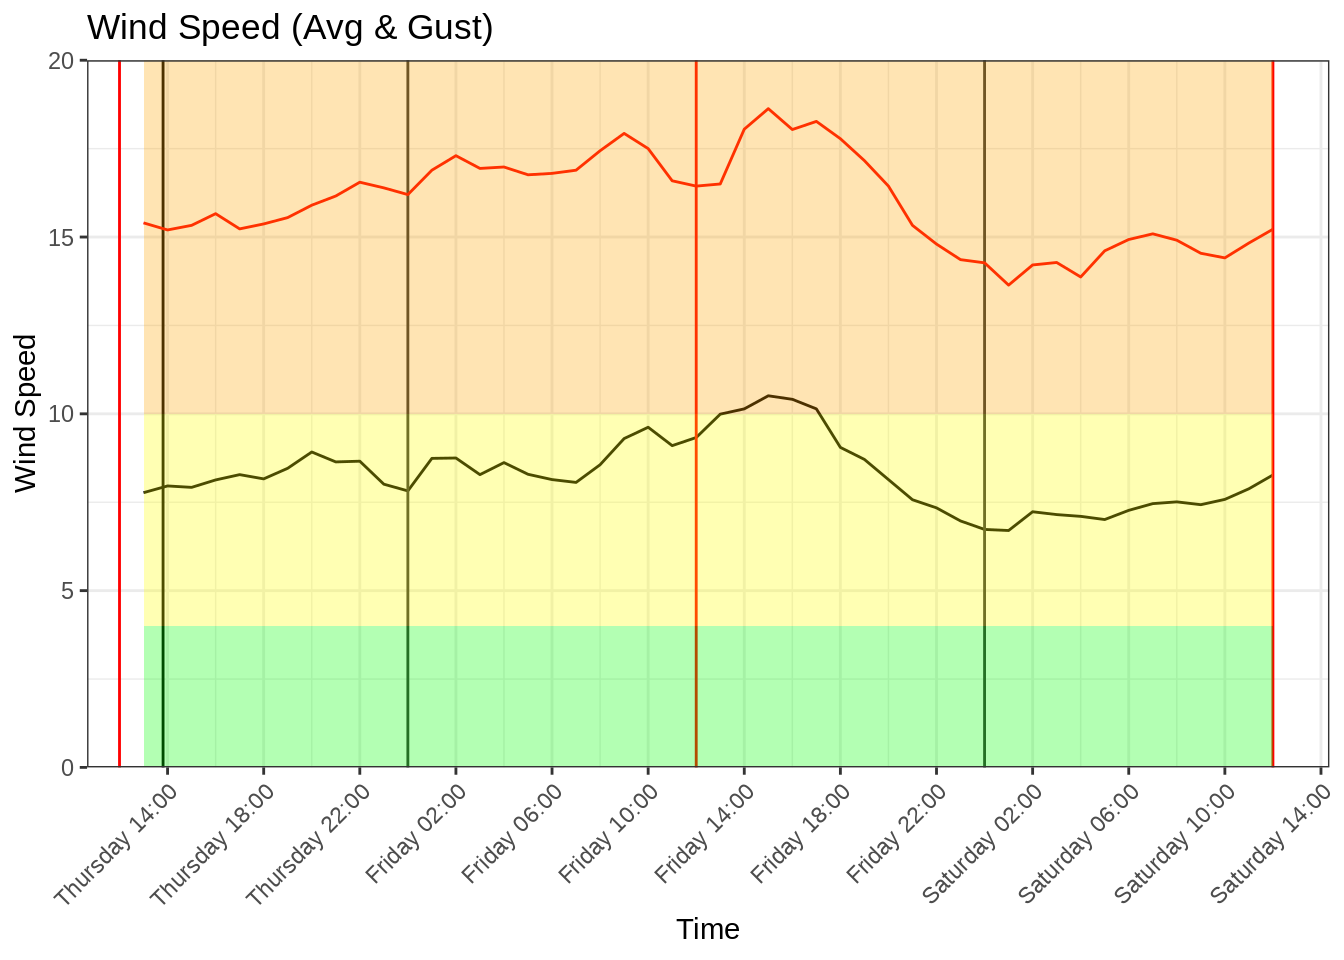 Wind Speed (Avg & Gust)
Wind Speed
20
15
10
5
0
Thursday 14:00
Thursday 18:00
Thursday 22:00
Friday 02:00
Friday 06:00
Friday 10:00
Friday 14:00
Friday 18:00
Friday 22:00
Saturday 02:00
Saturday 06:00
Saturday 10:00
Saturday 14:00
Time